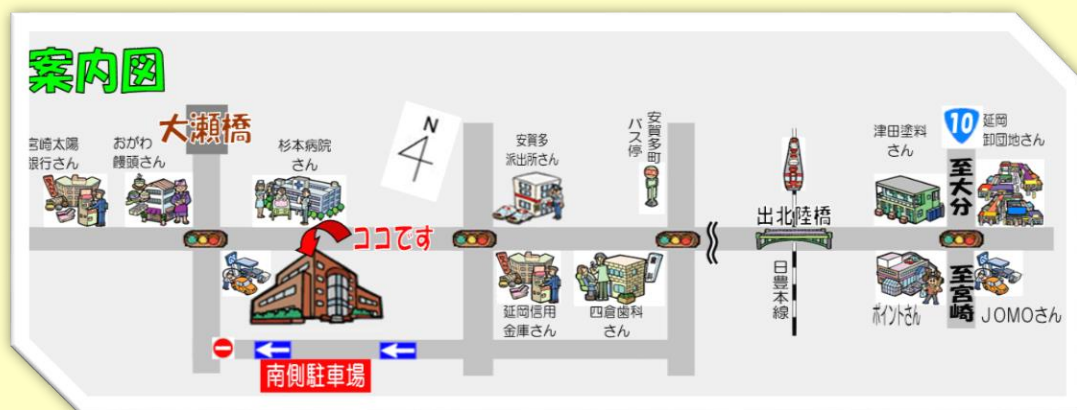 案内図
大瀬橋
宮崎太陽
銀行さん
おがわ
饅頭さん
杉本病院
さん
N
安賀多
派出所さん
安賀多町
バス停
津田塗料
さん
10
延岡
卸団地さん
至大分
ココです
出北陸橋
日豊本線
延岡信用
金庫さん
四倉歯科
さん
ポイントさん
至宮崎
JOMOさん
南側駐車場